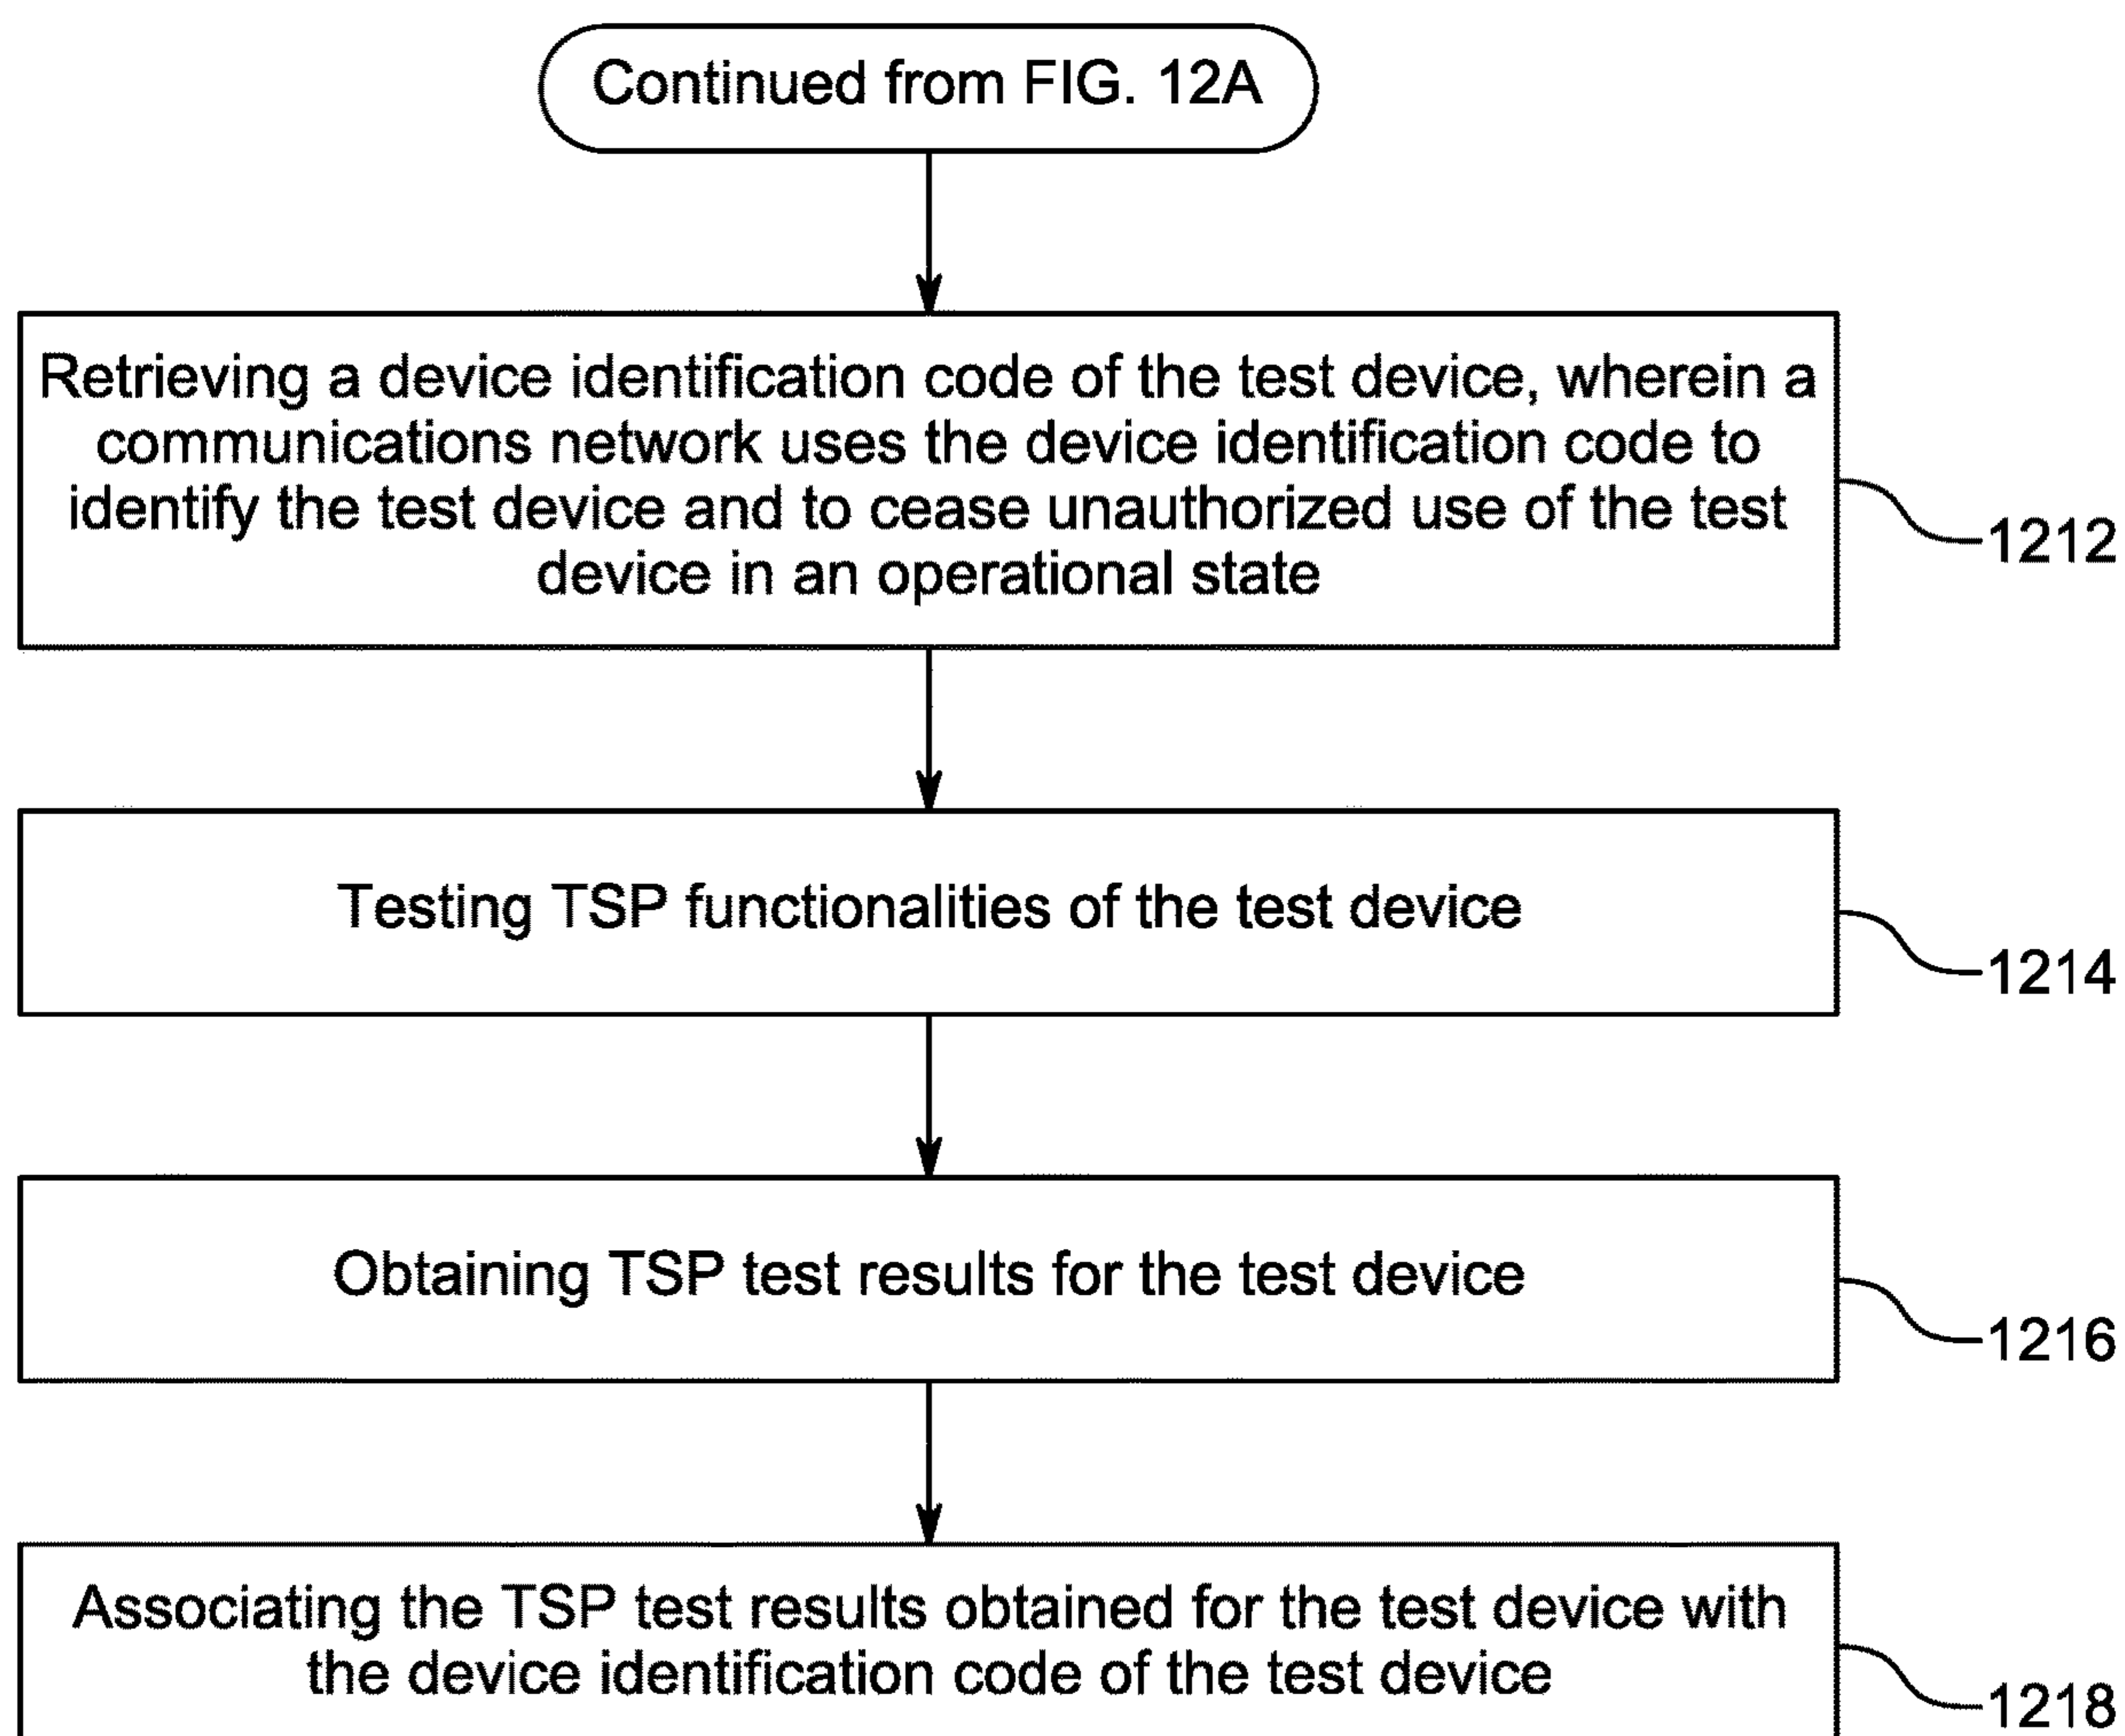 Continued from FIG. 12A
Retrieving a device identification code of the test device, wherein a
communications network uses the device identification code to
identify the test device and to cease unauthorized use of the test
device in an operational state
1212
Testing TSP functionalities of the test device
1214
Obtaining TSP test results for the test device
1216
Associating the TSP test results obtained for the test device with
the device identification code of the test device
1218